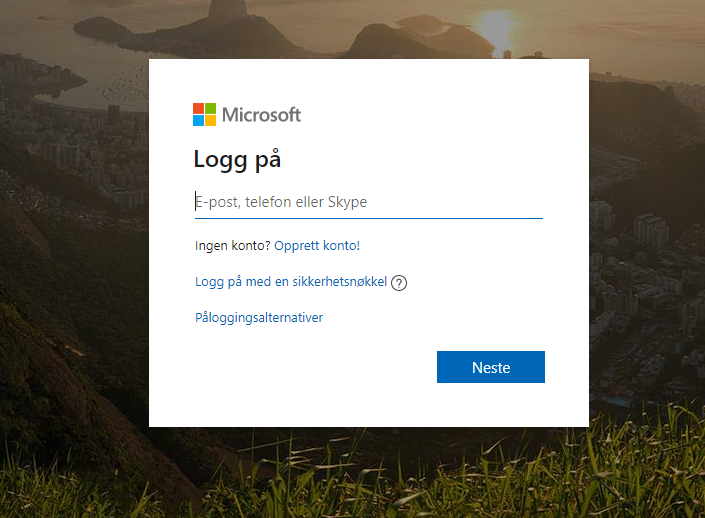 Microsoft
Logg på
E-post, telefon eller Skype
Ingen konto? Opprett konto!
Logg på med en sikkerhetsnøkkel ?
Påloggingsalternativer
Neste